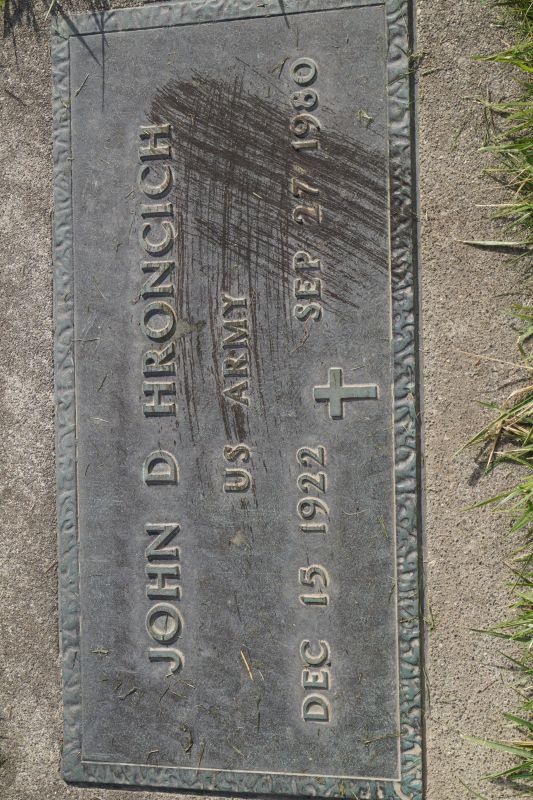 JOHN D HRONCICH
US ARMY
DEC 15 1922 SEP 27 1980